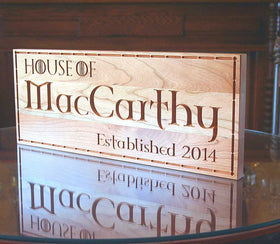 HOUSE OF
MacCarthy
Established 2014